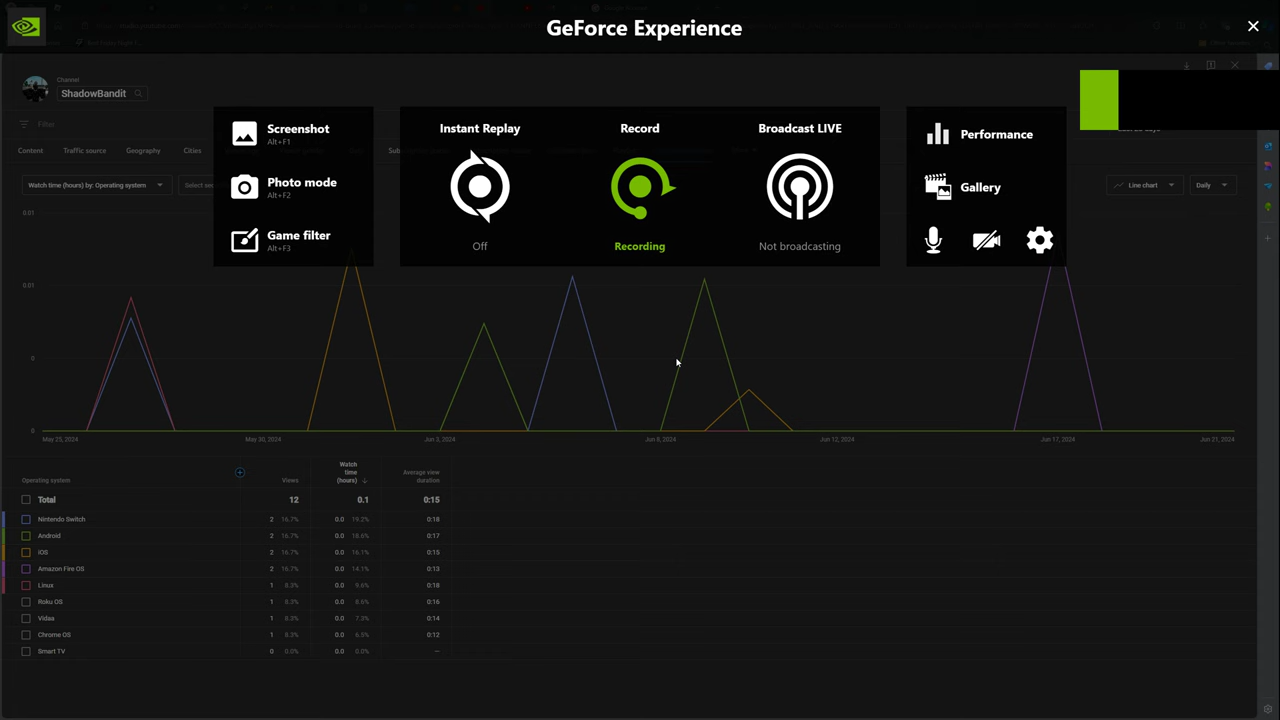 GeForce Experience
Channel
ShadowBandit
Filter
Content Traffic source Geography Cities
Screenshot
Alt+F1
Photo mode
Alt+F2
Game filter
Alt+F3
Instant Replay
Off
Record
Recording
Broadcast LIVE
Not broadcasting
Performance
Gallery
Watch time (hours) by: Operating system
Line chart
Daily
0.01
0.01
0
0
May 25, 2024 May 30, 2024 Jun 3, 2024 Jun 8, 2024 Jun 12, 2024 Jun 17, 2024 Jun 21, 2024
Operating system Views Watch time (hours) Average view duration
Total 12 0.1 0:15
Nintendo Switch 2 16.7% 0.0 19.2% 0:18
Android 2 16.7% 0.0 18.6% 0:17
iOS 2 16.7% 0.0 16.1% 0:15
Amazon Fire OS 2 16.7% 0.0 14.1% 0:13
Linux 1 8.3% 0.0 9.6% 0:18
Roku OS 1 8.3% 0.0 8.6% 0:16
Vidaa 1 8.3% 0.0 7.3% 0:14
Chrome OS 1 8.3% 0.0 6.5% 0:12
Smart TV 0 0.0% 0.0 0.0% —